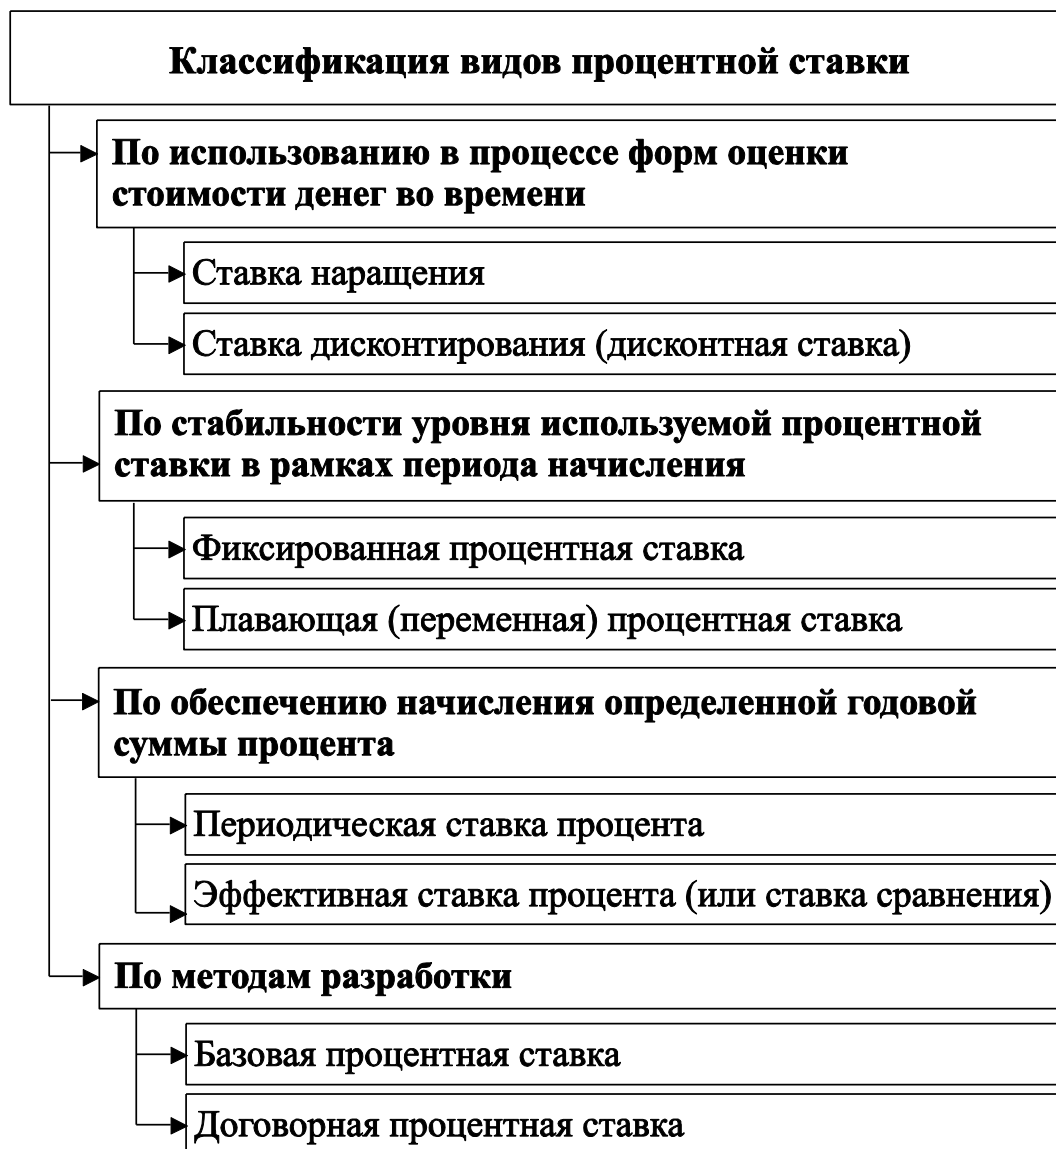 Классификация видов процентной ставки
По использованию в процессе форм оценки
стоимости денег во времени
Ставка наращения
Ставка дисконтирования (дисконтная ставка)
По стабильности уровня используемой процентной
ставки в рамках периода начисления
Фиксированная процентная ставка
Плавающая (переменная) процентная ставка
По обеспечению начисления определенной годовой
суммы процента
Периодическая ставка процента
Эффективная ставка процента (или ставка сравнения)
По методам разработки
Базовая процентная ставка
Договорная процентная ставка